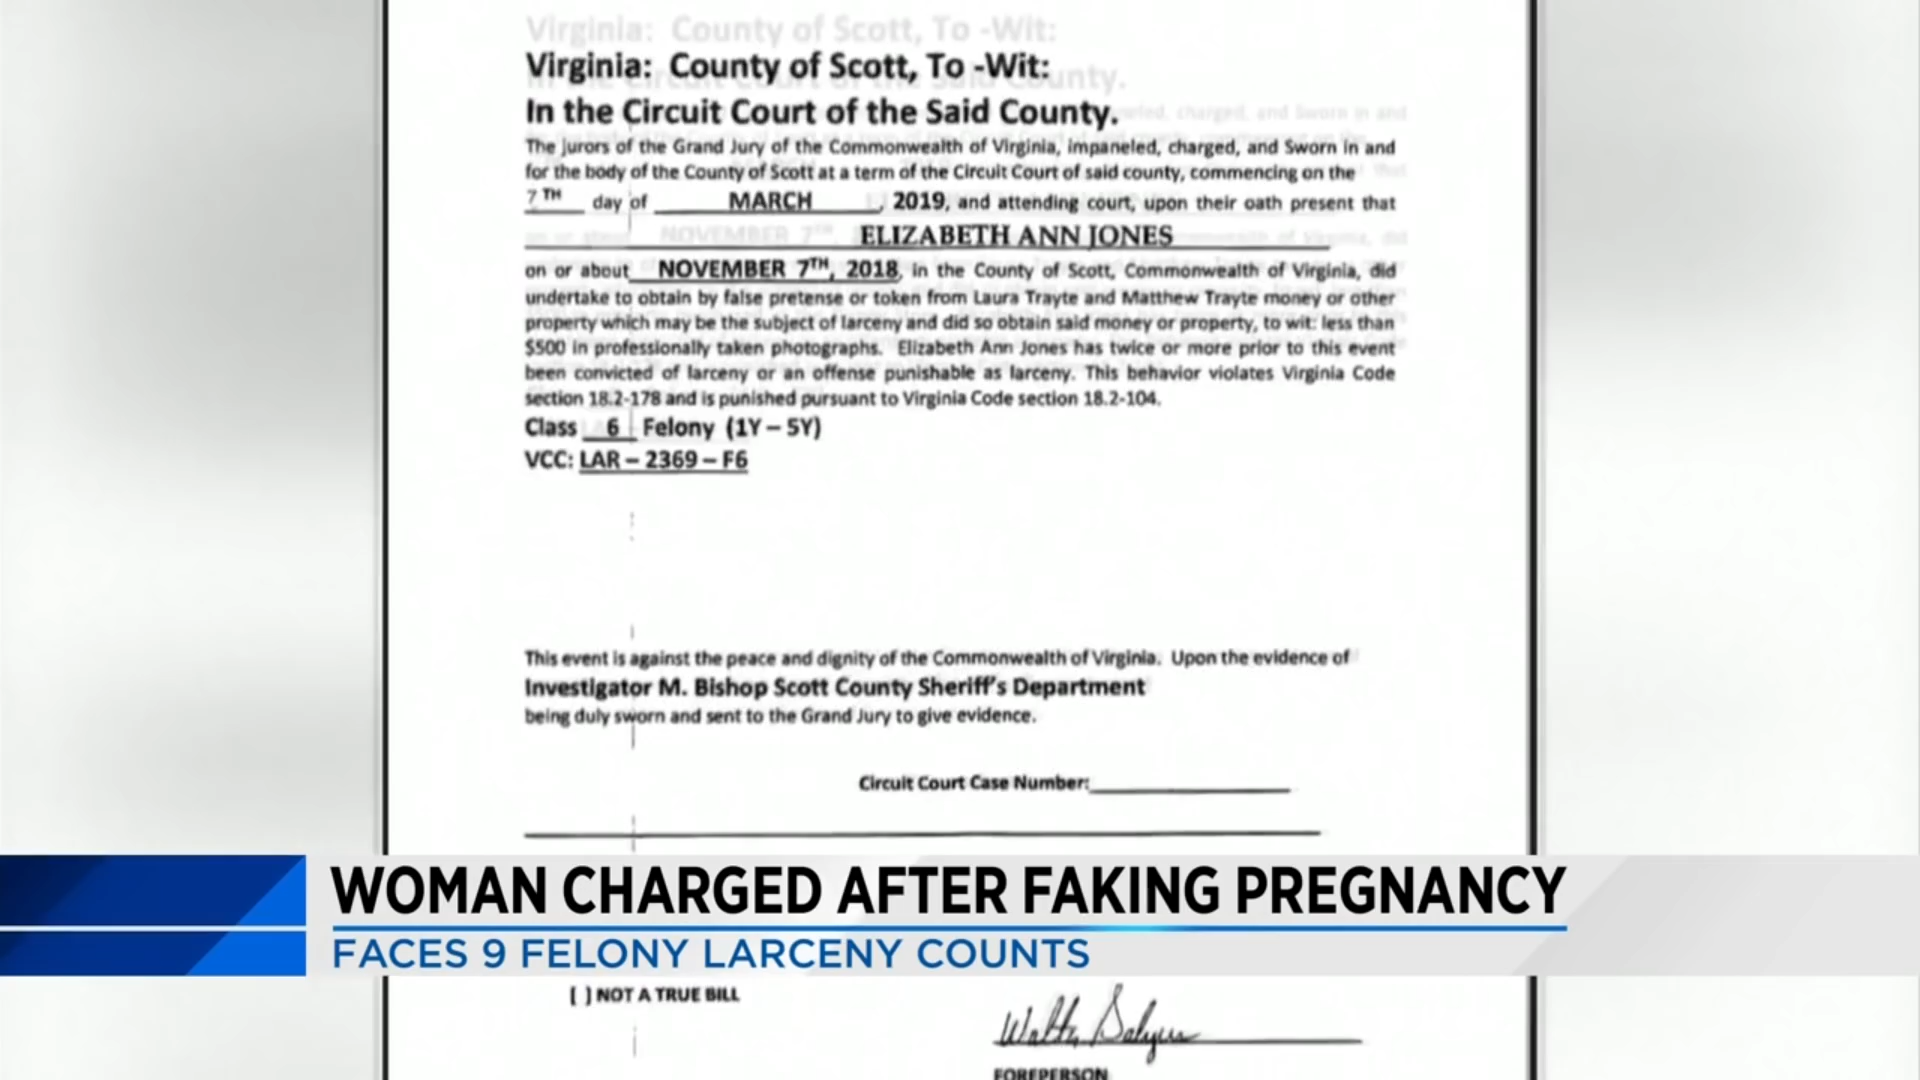 Virginia: County of Scott, To -Wit:
Virginia: County of Scott, To -Wit:
In the Circuit Court of the Said County.
The jurors of the Grand Jury of the Commonwealth of Virginia, impaneled, charged, and Sworn in and
for the body of the County of Scott at a term of the Circuit Court of said county, commencing on the
7TH day of MARCH, 2019, and attending court, upon their oath present that
ELIZABETH ANN JONES
on or about NOVEMBER 7TH, 2018, in the County of Scott, Commonwealth of Virginia, did
undertake to obtain by false pretense or token from Laura Trayte and Matthew Trayte money or other
property which may be the subject of larceny and did so obtain said money or property, to wit: less than
$500 in professionally taken photographs. Elizabeth Ann Jones has twice or more prior to this event
been convicted of larceny or an offense punishable as larceny. This behavior violates Virginia Code
section 18.2-178 and is punished pursuant to Virginia Code section 18.2-104.
Class 6 Felony (1Y – 5Y)
VCC: LAR – 2369 – F6
This event is against the peace and dignity of the Commonwealth of Virginia. Upon the evidence of
Investigator M. Bishop Scott County Sheriff's Department
being duly sworn and sent to the Grand Jury to give evidence.
Circuit Court Case Number:
WOMAN CHARGED AFTER FAKING PREGNANCY
FACES 9 FELONY LARCENY COUNTS
[ ] NOT A TRUE BILL
FOREPERSON